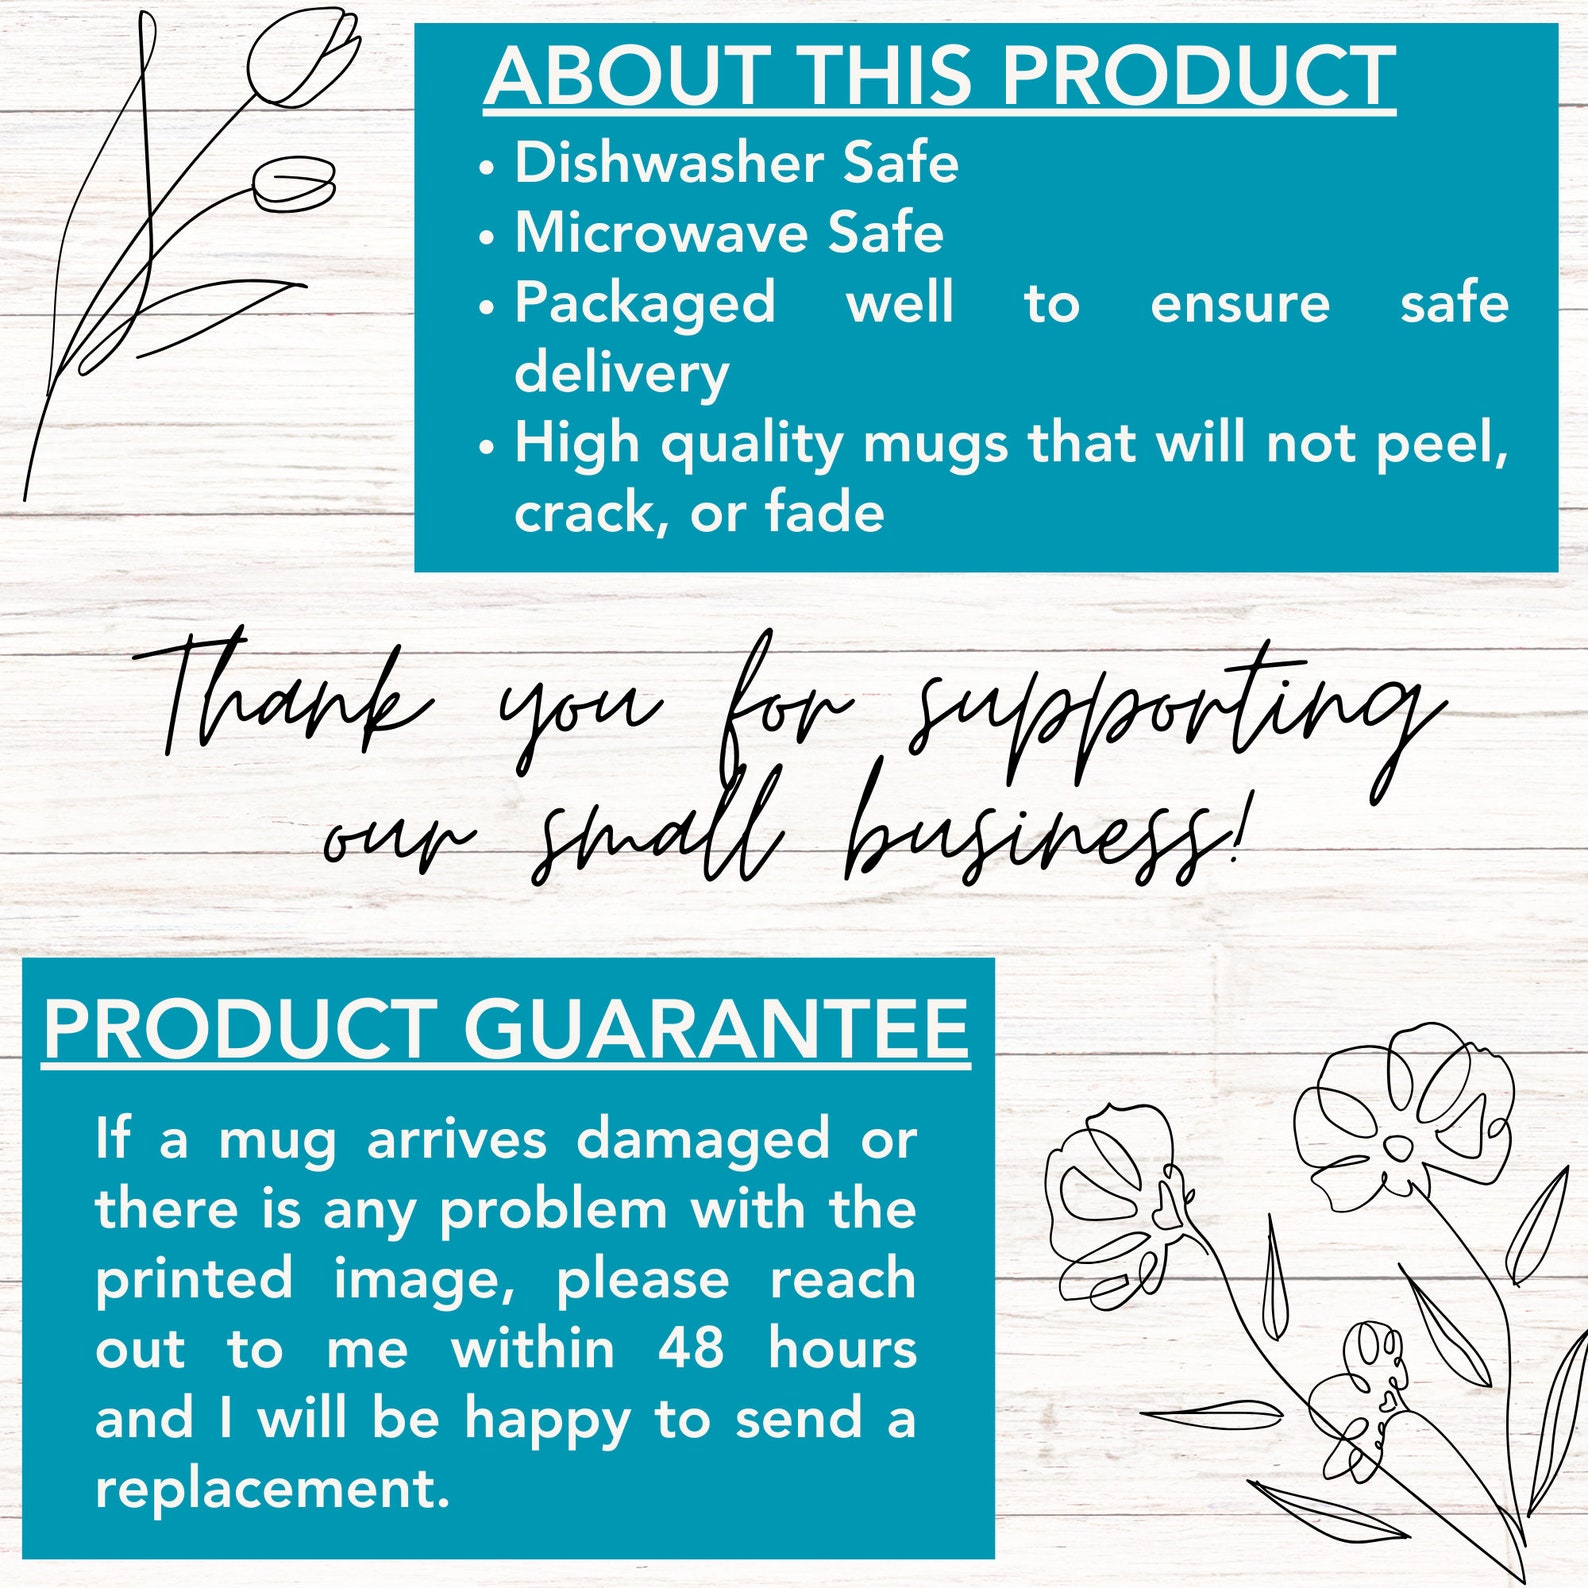 ABOUT THIS PRODUCT
• Dishwasher Safe
• Microwave Safe
• Packaged well to ensure safe
delivery
• High quality mugs that will not peel,
crack, or fade
Thank you for supporting
our small business!
PRODUCT GUARANTEE
If a mug arrives damaged or
there is any problem with the
printed image, please reach
out to me within 48 hours
and I will be happy to send a
replacement.